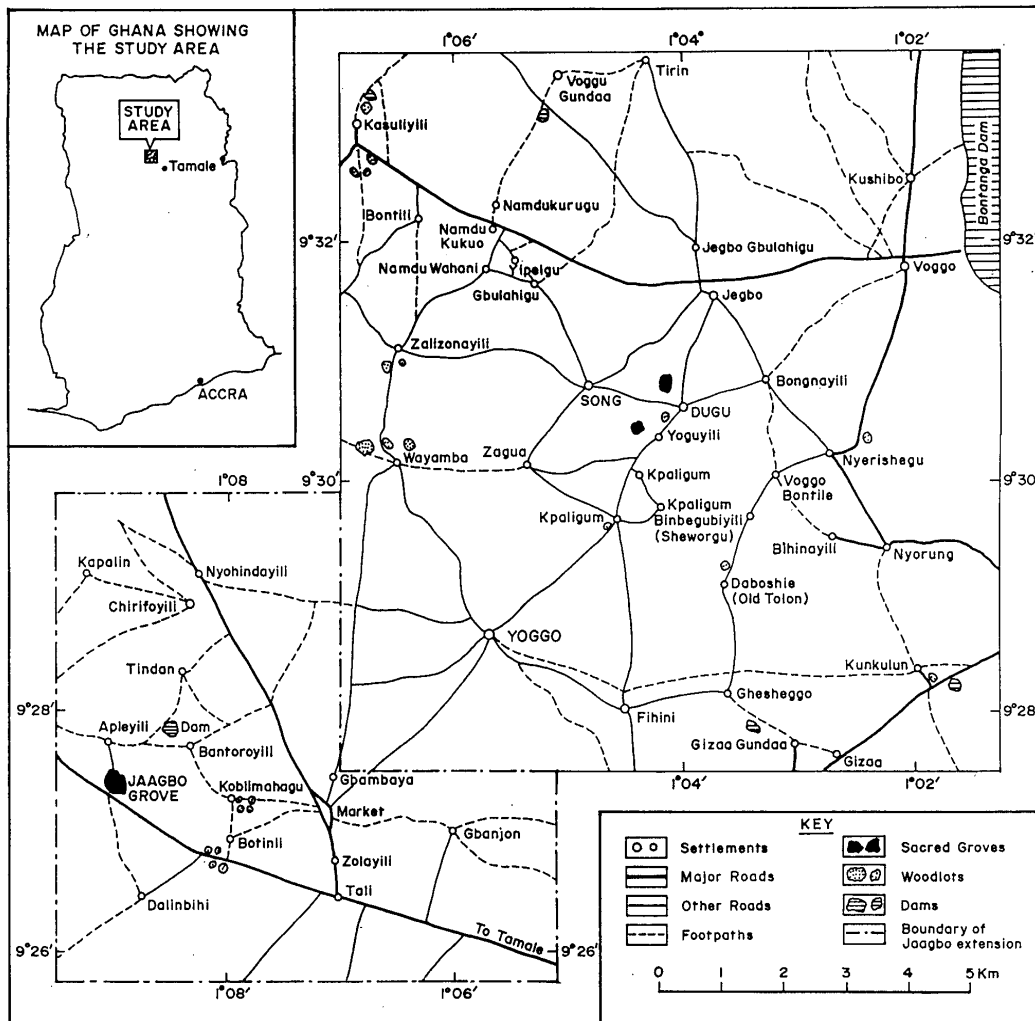 MAP OF GHANA SHOWING
THE STUDY AREA
STUDY
AREA
Tamale
ACCRA
1°06'
1°04'
1°02'
Tirin
Voggu
Gundaa
Kasuliyili
Bontanga Dam
Kushibo
Bontili
Namdukurugu
Namdu
Kukuo
9°32'
Jegbo Gbulahigu
9°32'
Namdu Wahani
Yipelgu
Voggo
Gbulahigu
Jegbo
Zalizonayili
SONG
Bongnayili
DUGU
Yoguyili
Wayamba
Zagua
Nyerishegu
1°08
9°30'
Kpaligum
Voggo
Bontile
9°30'
Kpaligum
Kpaligum
Binbegubiyili
(Sheworgu)
Bihinayili
Nyorung
Kapalin
Nyohindayili
Daboshie
(Old Tolon)
Chirifoyili
YOGGO
Tindan
Kunkulun
Ghesheggo
9°28'
Apleyili
Dam
Fihini
9°28'
Bantoroyili
Gizaa Gundaa
Gizaa
JAAGBO
GROVE
Koblimahagu
Gbambaya
Market
Botinli
Gbanjon
Zolayili
Dalinbihi
Tali
To Tamale
9°26'
9°26'
1°08'
1°06'
1°04'
1°02'
KEY
Settlements
Major Roads
Other Roads
Footpaths
Sacred Groves
Woodlots
Dams
Boundary of
Jaagbo extension
0 1 2 3 4 5 Km